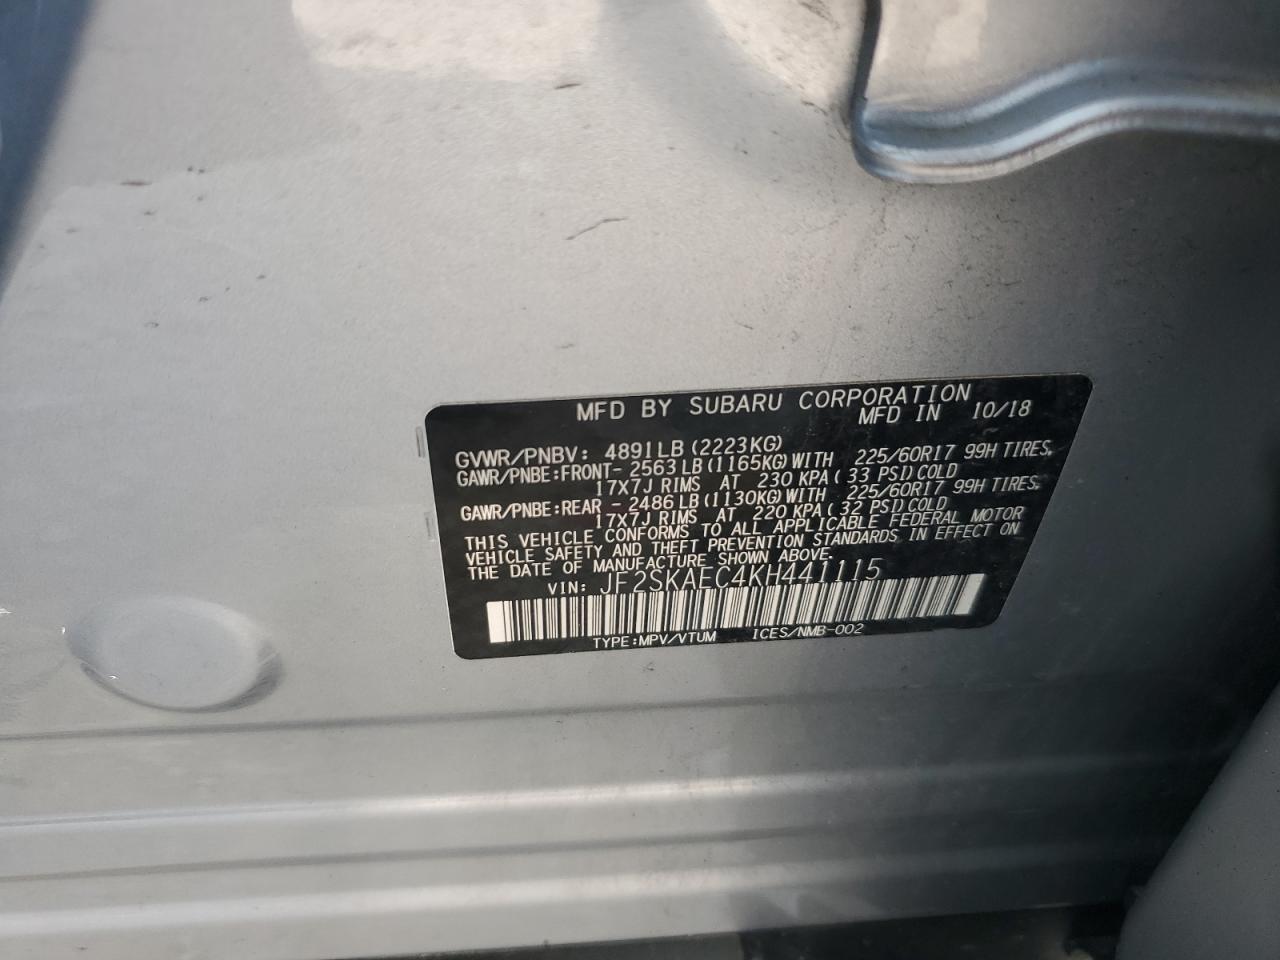 MFD BY SUBARU CORPORATION
MFD IN 10/18
GVWR/PNBV: 4891LB (2223KG)
GAWR/PNBE:FRONT- 2563LB(1165KG)WITH 225/60R17 99H TIRES,
17X7J RIMS AT 230 KPA( 33 PSI)COLD
GAWR/PNBE:REAR - 2486LB(1130KG)WITH 225/60R17 99H TIRES,
17X7J RIMS AT 220 KPA( 32 PSI)COLD
THIS VEHICLE CONFORMS TO ALL APPLICABLE FEDERAL MOTOR
VEHICLE SAFETY AND THEFT PREVENTION STANDARDS IN EFFECT ON
THE DATE OF MANUFACTURE SHOWN ABOVE.
VIN: JF2SKAEC4KH441115
TYPE:MPV/VTUM ICES/NMB-002